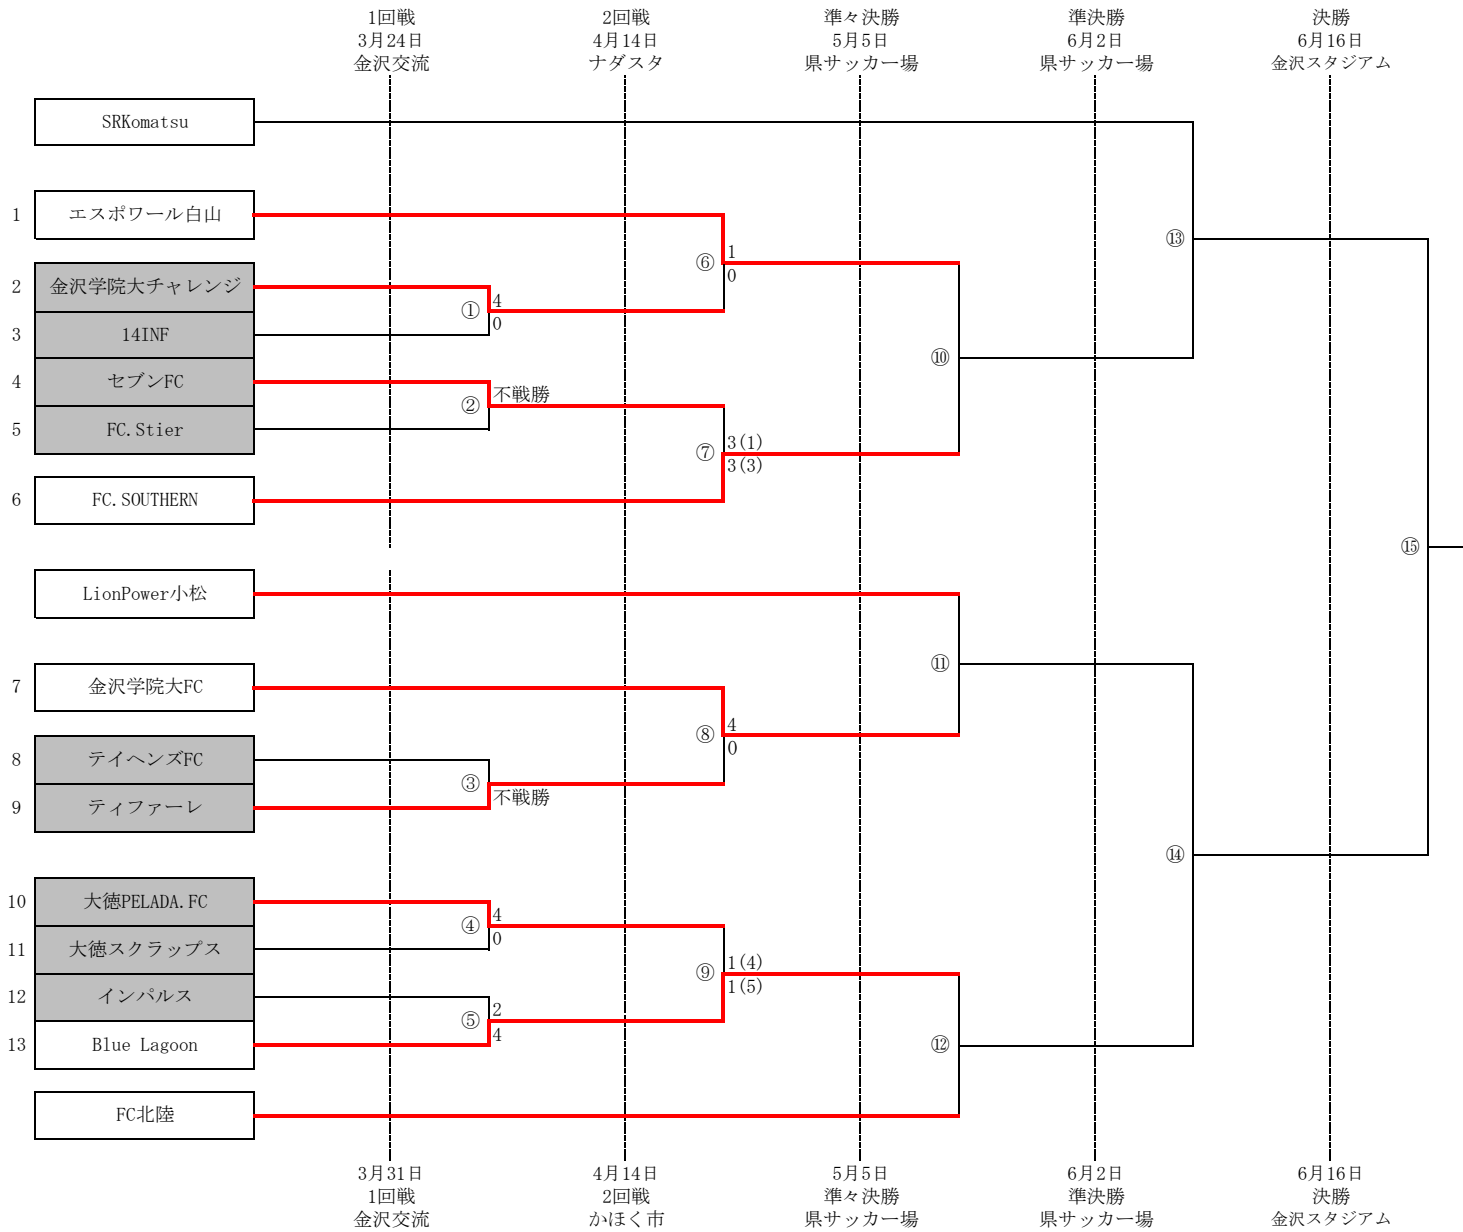 1回戦
3月24日
金沢交流
2回戦
4月14日
ナダスタ
準々決勝
5月5日
県サッカー場
準決勝
6月2日
県サッカー場
決勝
6月16日
金沢スタジアム
SRKomatsu
1 エスポワール白山
⑬
⑥ 1
0
2 金沢学院大チャレンジ
① 4
0
3 14INF
⑩
4 セブンFC
② 不戦勝
5 FC.Stier
⑦ 3(1)
3(3)
6 FC.SOUTHERN
⑮
LionPower小松
⑪
7 金沢学院大FC
⑧ 4
0
8 テイヘンズFC
③ 不戦勝
9 ティファーレ
⑭
10 大徳PELADA.FC
④ 4
0
11 大徳スクラップス
⑨ 1(4)
1(5)
12 インパルス
⑤ 2
4
13 Blue Lagoon
⑫
FC北陸
3月31日
1回戦
金沢交流
4月14日
2回戦
かほく市
5月5日
準々決勝
県サッカー場
6月2日
準決勝
県サッカー場
6月16日
決勝
金沢スタジアム